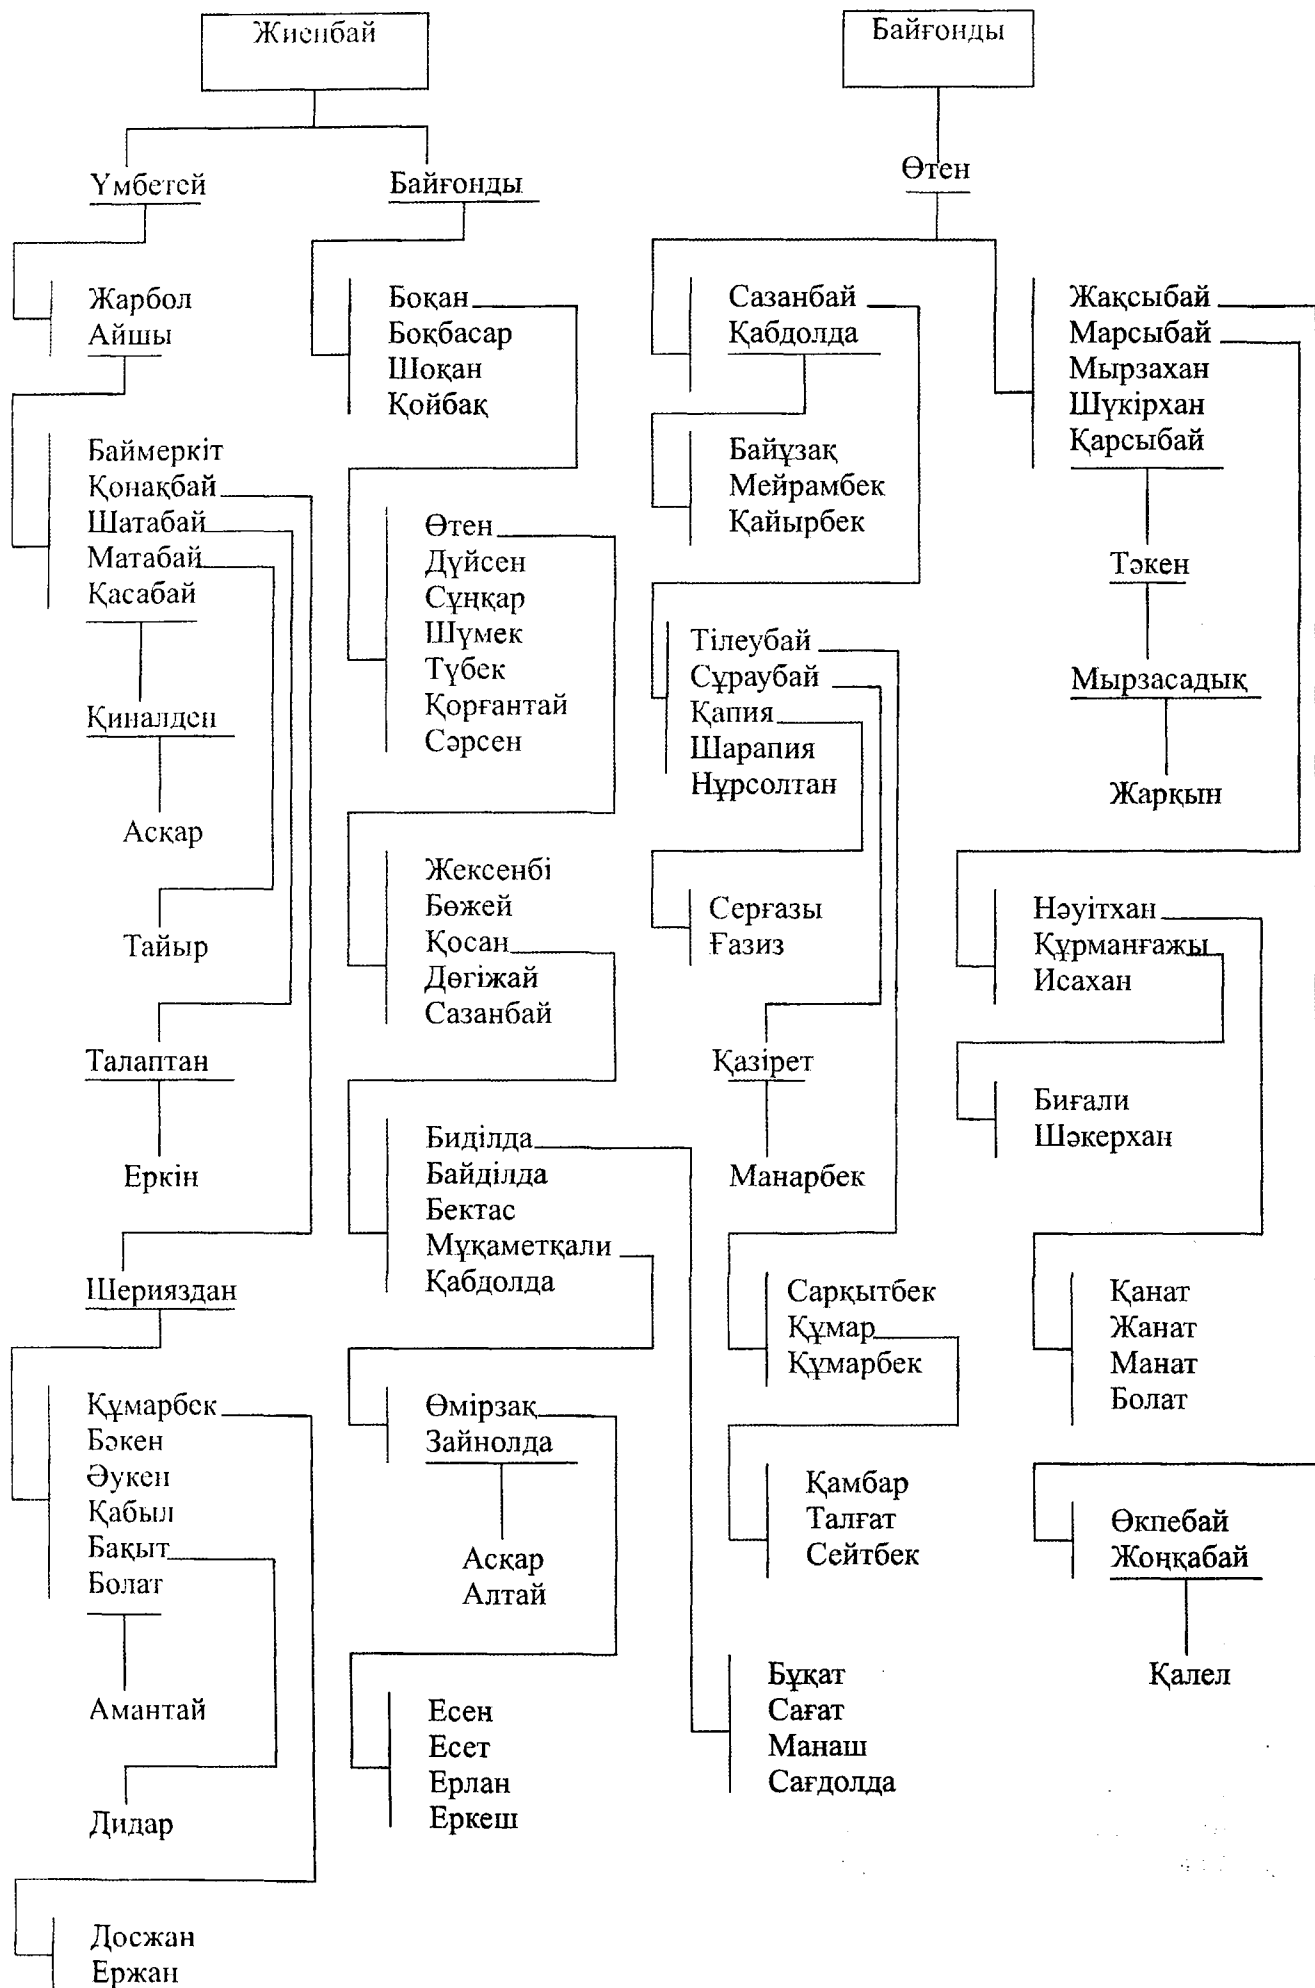 Жиенбай
Байғонды
Үмбетей
Байғонды
Өтен
Жарбол
Айшы
Боқан
Боқбасар
Шоқан
Қойбақ
Сазанбай
Қабдолда
Жақсыбай
Марсыбай
Мырзахан
Шүкірхан
Қарсыбай
Баймеркіт
Қонақбай
Шатабай
Матабай
Қасабай
Өтен
Дүйсен
Сұңқар
Шүмек
Түбек
Қорғантай
Сәрсен
Байұзақ
Мейрамбек
Қайырбек
Тәкен
Тілеубай
Сұраубай
Қапия
Шарапия
Нұрсолтан
Мырзасадық
Жарқын
Қиналден
Асқар
Тайыр
Талаптан
Еркін
Жексенбі
Бөжей
Қосан
Дөгіжай
Сазанбай
Серғазы
Ғазиз
Нәуітхан
Құрманғажы
Исахан
Қазірет
Манарбек
Биғали
Шәкерхан
Биділда
Байділда
Бектас
Мұқаметқали
Қабдолда
Шерияздан
Сарқытбек
Құмар
Құмарбек
Қанат
Жанат
Манат
Болат
Құмарбек
Бәкен
Әукен
Қабыл
Бақыт
Болат
Өмірзақ
Зайнолда
Асқар
Алтай
Қамбар
Талғат
Сейтбек
Өкпебай
Жоңқабай
Қалел
Амантай
Дидар
Есен
Есет
Ерлан
Еркеш
Бұқат
Сағат
Манаш
Сағдолда
Досжан
Ержан